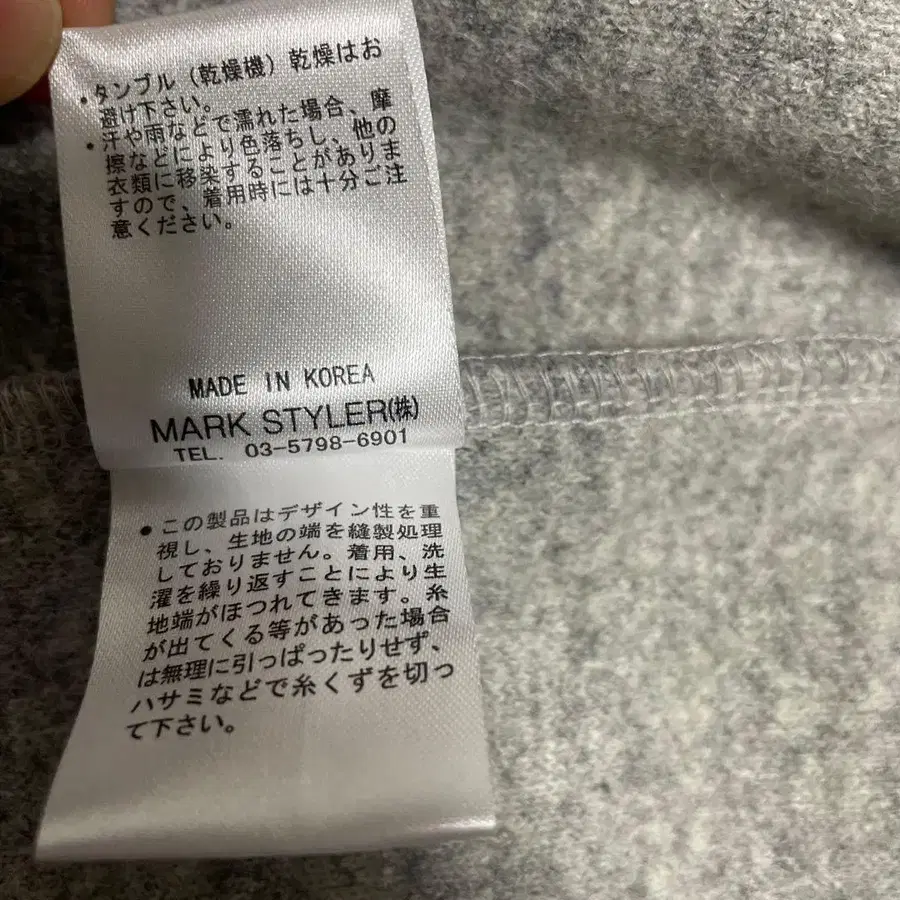 ・タンブル（乾燥機）乾燥はお
避け下さい。
・汗や雨などで濡れた場合、摩
擦などにより色落ちし、他の
衣類に移染することがありま
すので、着用時には十分ご注
意ください。
MADE IN KOREA
MARK STYLER(株)
TEL. 03-5798-6901
●この製品はデザイン性を重
視し、生地の端を縫製処理
しておりません。着用、洗
濯を繰り返すことにより生
地端がほつれてきます。糸
が出てくる等があった場合
は無理に引っぱったりせず、
ハサミなどで糸くずを切っ
て下さい。